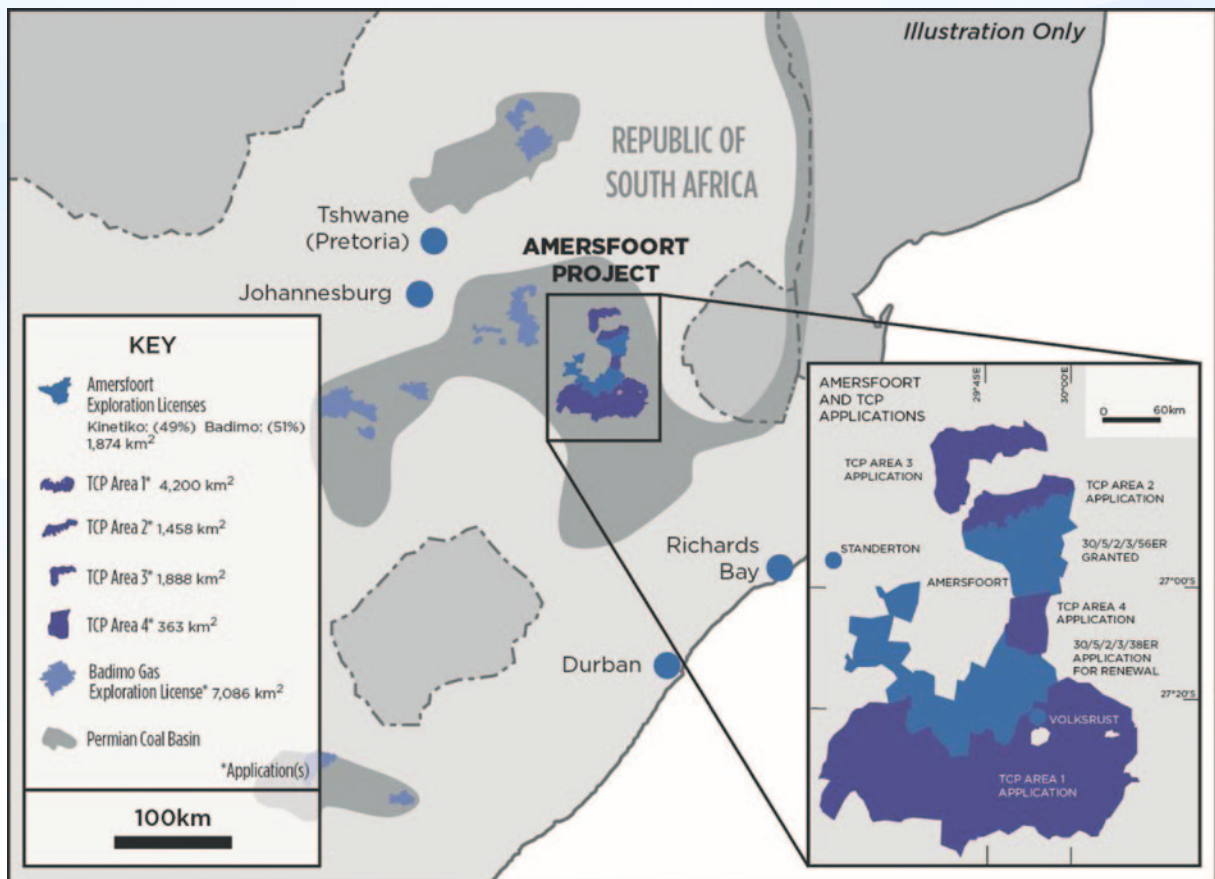 Illustration Only
REPUBLIC OF
SOUTH AFRICA
Tshwane
(Pretoria)
AMERSFOORT
PROJECT
Johannesburg
Richards
Bay
Durban
KEY
Amersfoort
Exploration Licenses
Kinetiko: (49%) Badimo: (51%)
1,874 km²
TCP Area 1* 4,200 km²
TCP Area 2* 1,458 km²
TCP Area 3* 1,888 km²
TCP Area 4* 363 km²
Badimo Gas
Exploration License* 7,086 km²
Permian Coal Basin
*Application(s)
100km
AMERSFOORT
AND TCP
APPLICATIONS
29°45E
30°00E
0 60km
TCP AREA 3
APPLICATION
TCP AREA 2
APPLICATION
STANDERTON
30/5/2/3/56ER
GRANTED
AMERSFOORT
27°00'S
TCP AREA 4
APPLICATION
30/5/2/3/38ER
APPLICATION
FOR RENEWAL
27°20'S
VOLKSRUST
TCP AREA 1
APPLICATION